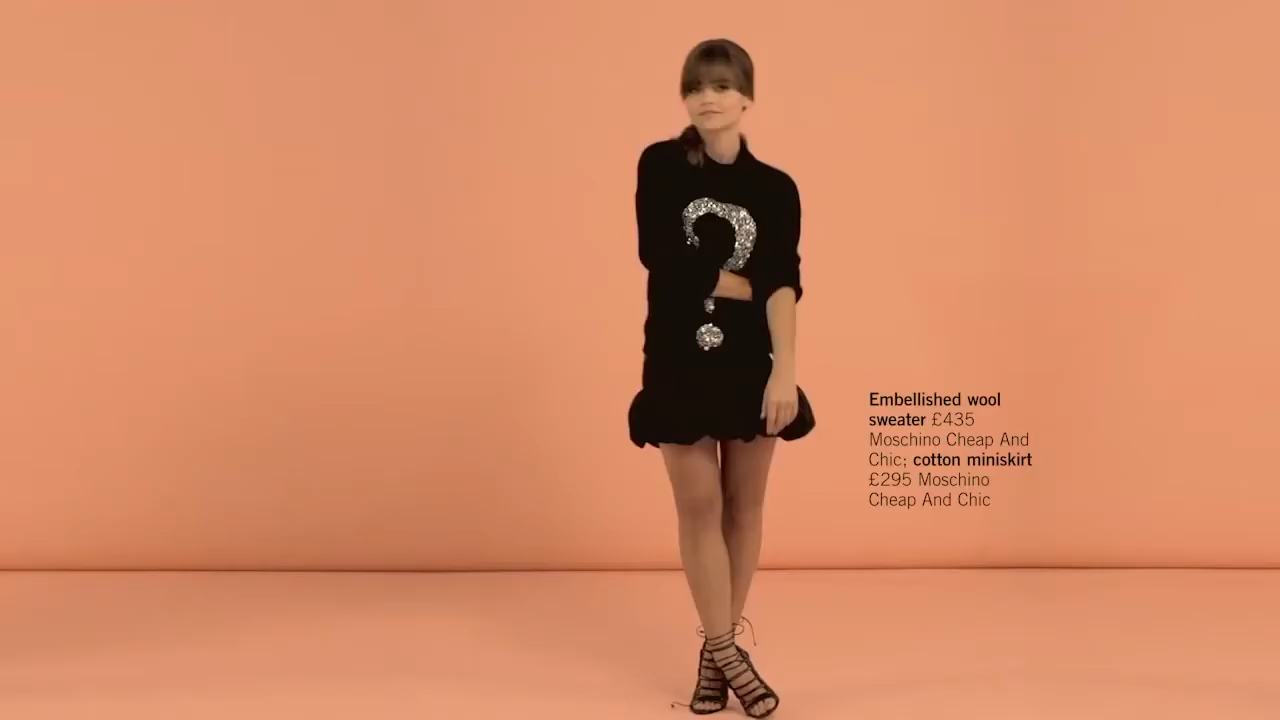 ?
Embellished wool
sweater £435
Moschino Cheap And
Chic; cotton miniskirt
£295 Moschino
Cheap And Chic